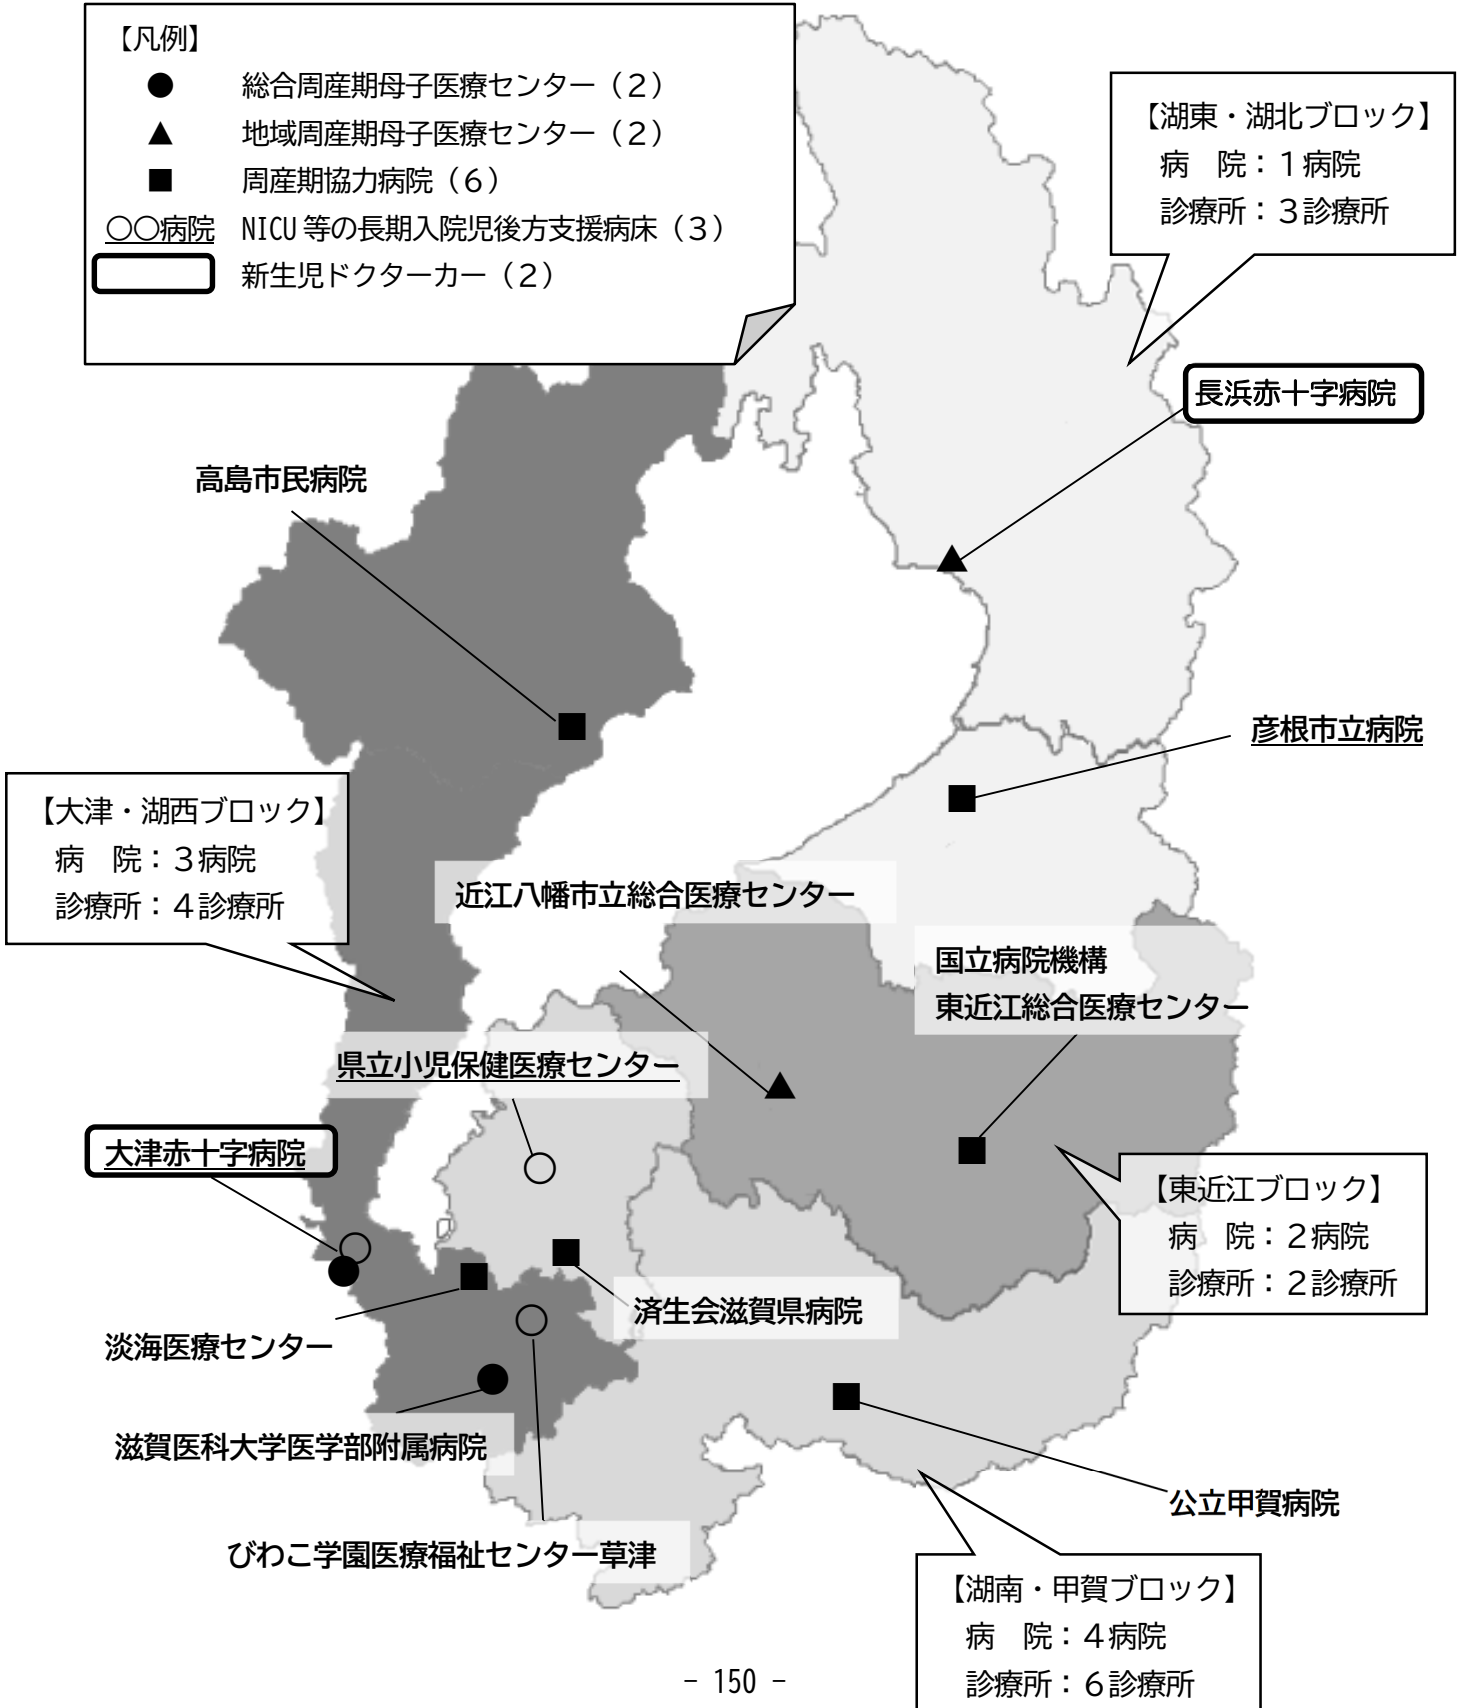 【凡例】
● 総合周産期母子医療センター（２）
▲ 地域周産期母子医療センター（２）
■ 周産期協力病院（６）
○○病院 NICU 等の長期入院児後方支援病床（３）
新生児ドクターカー（２）
【湖東・湖北ブロック】
病　院：１病院
診療所：３診療所
長浜赤十字病院
高島市民病院
彦根市立病院
【大津・湖西ブロック】
病　院：３病院
診療所：４診療所
近江八幡市立総合医療センター
国立病院機構
東近江総合医療センター
県立小児保健医療センター
大津赤十字病院
【東近江ブロック】
病　院：２病院
診療所：２診療所
済生会滋賀県病院
淡海医療センター
滋賀医科大学医学部附属病院
公立甲賀病院
びわこ学園医療福祉センター草津
【湖南・甲賀ブロック】
病　院：４病院
診療所：６診療所
- 150 -